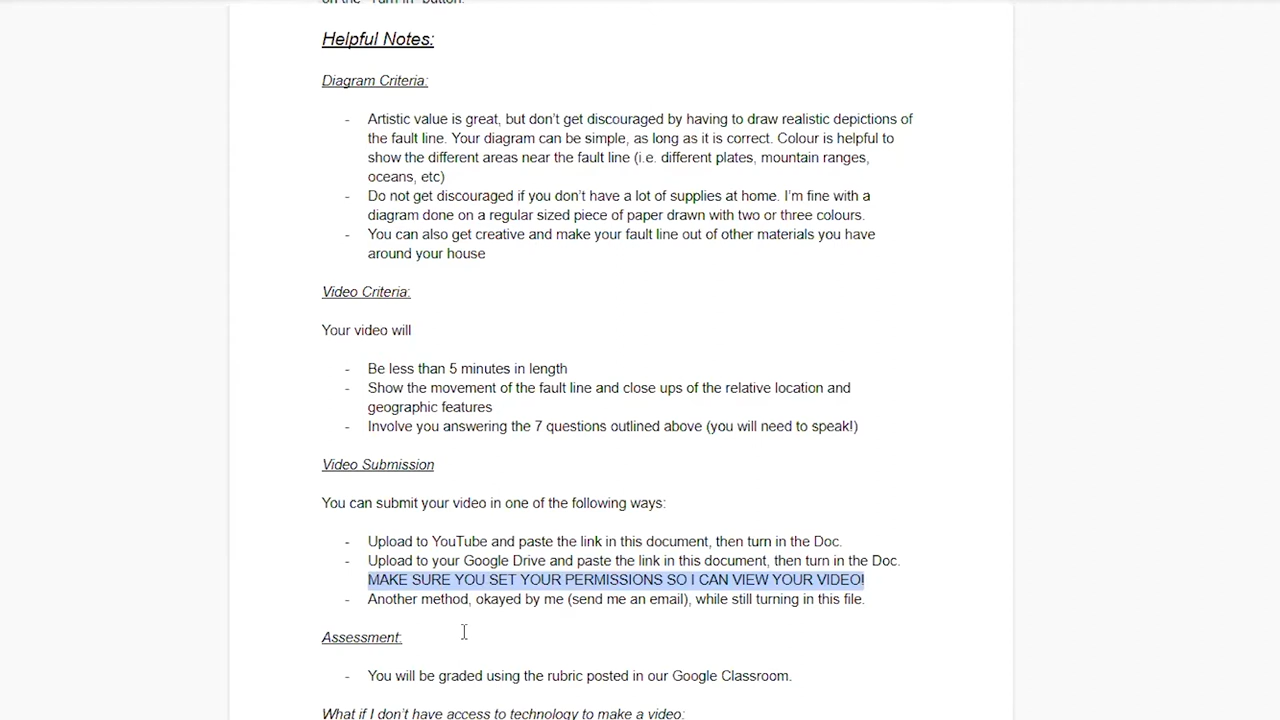 on the "Turn in" button.
Helpful Notes:
Diagram Criteria:
- Artistic value is great, but don't get discouraged by having to draw realistic depictions of
the fault line. Your diagram can be simple, as long as it is correct. Colour is helpful to
show the different areas near the fault line (i.e. different plates, mountain ranges,
oceans, etc)
- Do not get discouraged if you don't have a lot of supplies at home. I'm fine with a
diagram done on a regular sized piece of paper drawn with two or three colours.
- You can also get creative and make your fault line out of other materials you have
around your house
Video Criteria:
Your video will
- Be less than 5 minutes in length
- Show the movement of the fault line and close ups of the relative location and
geographic features
- Involve you answering the 7 questions outlined above (you will need to speak!)
Video Submission
You can submit your video in one of the following ways:
- Upload to YouTube and paste the link in this document, then turn in the Doc.
- Upload to your Google Drive and paste the link in this document, then turn in the Doc.
MAKE SURE YOU SET YOUR PERMISSIONS SO I CAN VIEW YOUR VIDEO!
- Another method, okayed by me (send me an email), while still turning in this file.
Assessment:
- You will be graded using the rubric posted in our Google Classroom.
What if I don't have access to technology to make a video: